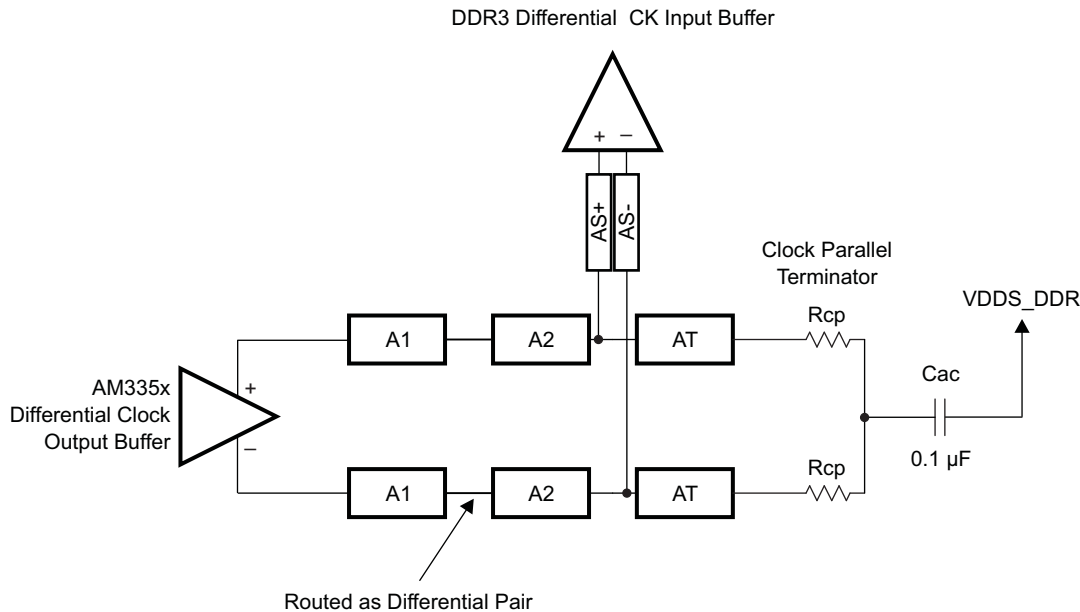 DDR3 Differential CK Input Buffer
+ –
AS+
AS-
Clock Parallel
Terminator
Rcp
VDDS_DDR
A1
A2
AT
Cac
0.1 µF
AM335x
Differential Clock
Output Buffer
+
–
Rcp
A1
A2
AT
Routed as Differential Pair